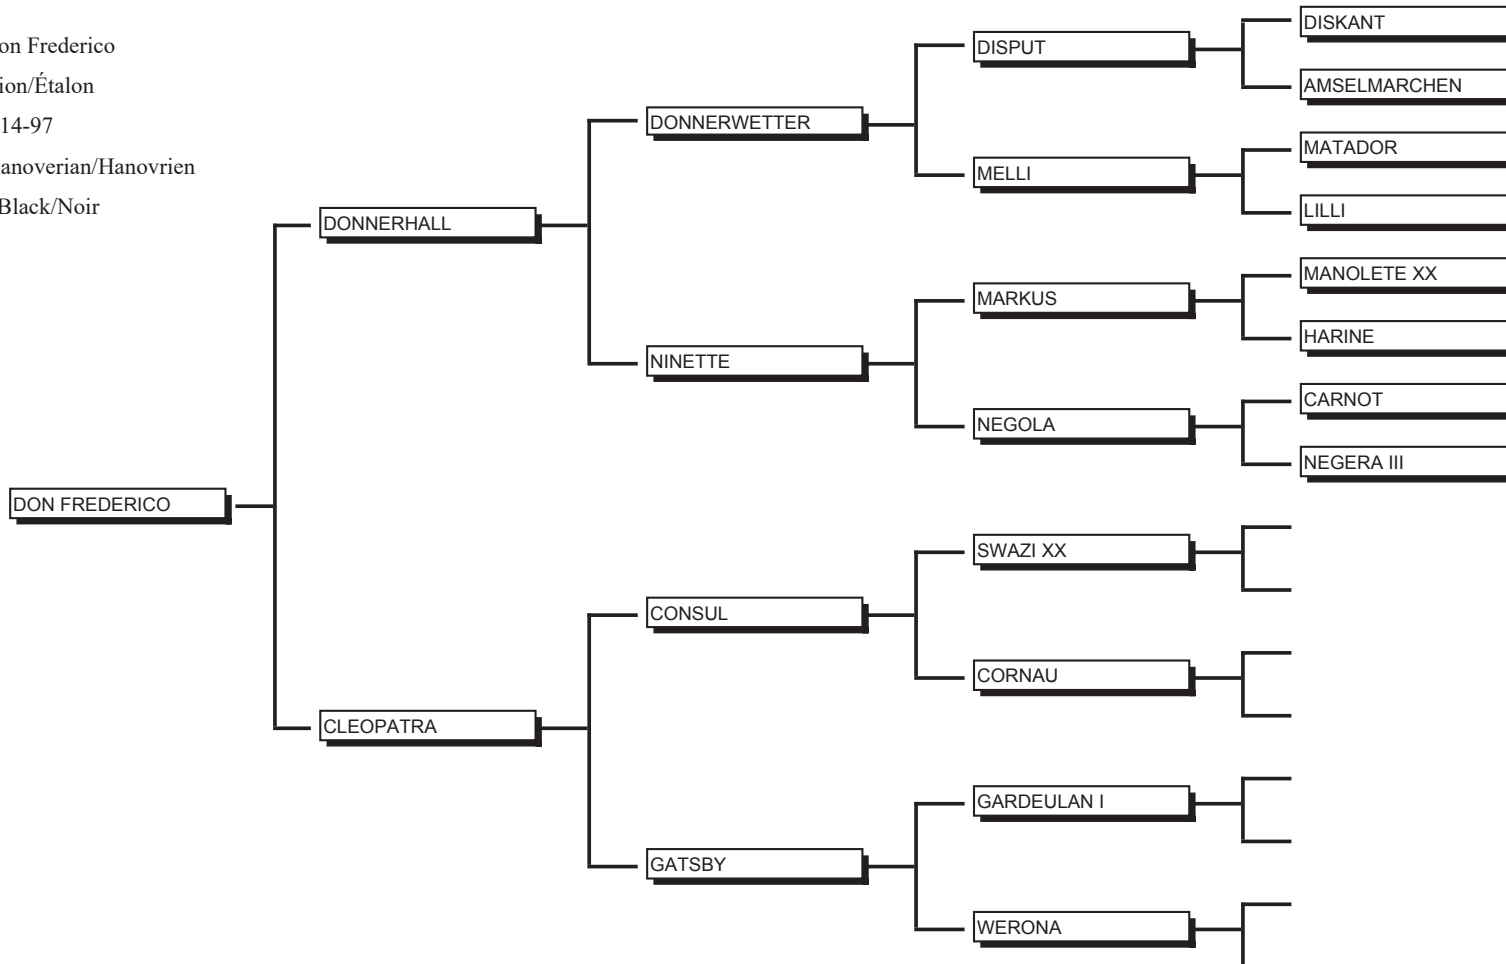 on Frederico
ion/Étalon
14-97
anoverian/Hanovrien
Black/Noir
DON FREDERICO
DONNERHALL
CLEOPATRA
DONNERWETTER
NINETTE
CONSUL
GATSBY
DISPUT
MELLI
MARKUS
NEGOLA
SWAZI XX
CORNAU
GARDEULAN I
WERONA
DISKANT
AMSELMARCHEN
MATADOR
LILLI
MANOLETE XX
HARINE
CARNOT
NEGERA III